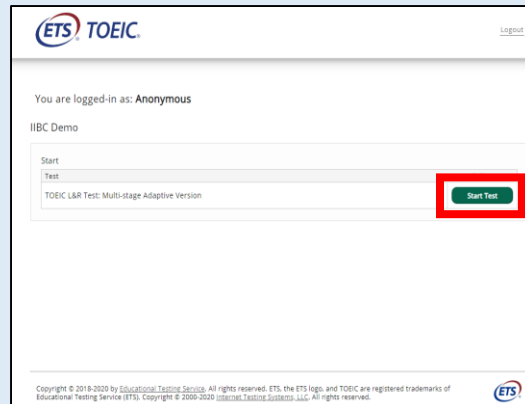 ETS TOEIC.
Logout
You are logged-in as: Anonymous
IIBC Demo
Start
Test
TOEIC L&R Test: Multi-stage Adaptive Version
Start Test
Copyright © 2018-2020 by Educational Testing Service. All rights reserved. ETS, the ETS logo, and TOEIC are registered trademarks of
Educational Testing Service (ETS). Copyright © 2000-2020 Internet Testing Systems, LLC. All rights reserved.
ETS